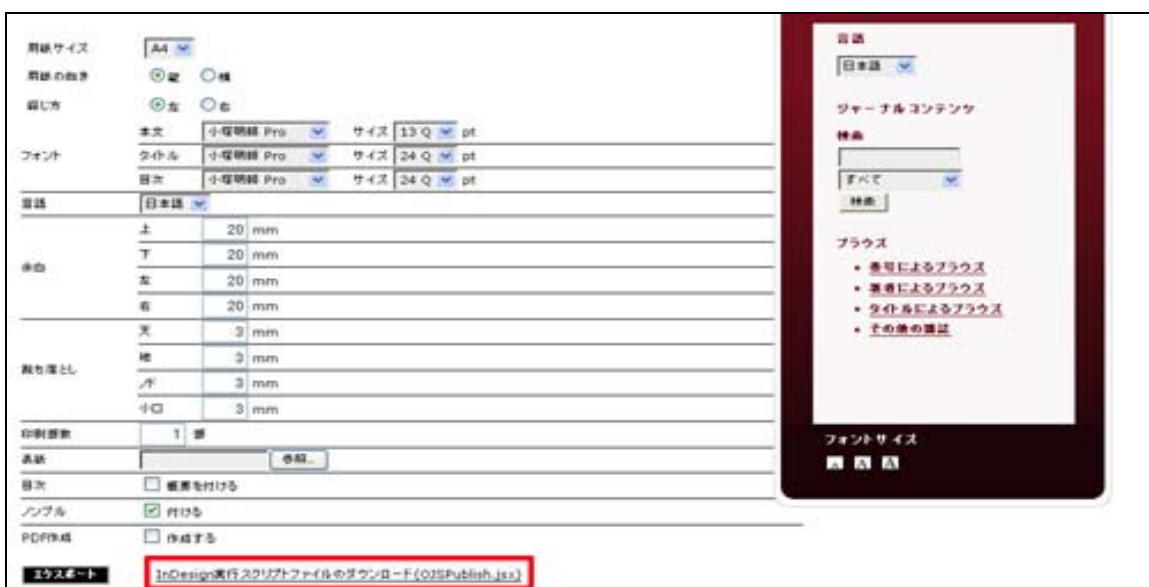 用紙サイズ A4
用紙の向き 縦 横
綴じ方 左 右
フォント
本文 小塚明朝 Pro サイズ 13 Q pt
タイトル 小塚明朝 Pro サイズ 24 Q pt
目次 小塚明朝 Pro サイズ 24 Q pt
言語 日本語
余白
上 20 mm
下 20 mm
左 20 mm
右 20 mm
裁ち落とし
天 3 mm
地 3 mm
ノド 3 mm
小口 3 mm
印刷部数 1 部
表紙 参照...
目次 概要を付ける
ノンブル 付ける
PDF作成 作成する
エクスポート InDesign実行スクリプトファイルのダウンロード(OJSPublish.jsx)
言語
日本語
ジャーナルコンテンツ
検索
すべて
検索
ブラウズ
番号によるブラウズ
著者によるブラウズ
タイトルによるブラウズ
その他の雑誌
フォントサイズ
A A A